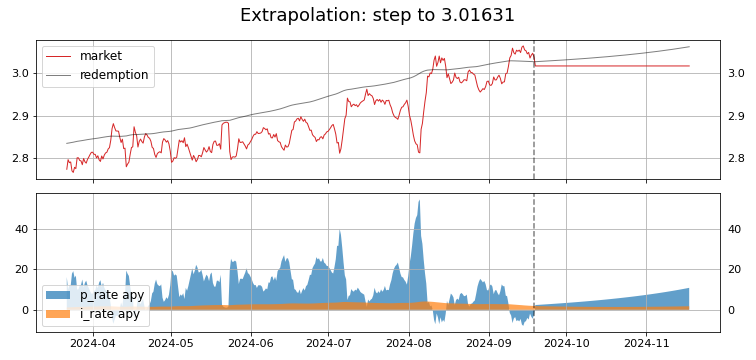 Extrapolation: step to 3.01631
market
redemption
3.0 3.0
2.9 2.9
2.8 2.8
40 40
20 20
0 0
p_rate apy
i_rate apy
2024-04 2024-05 2024-06 2024-07 2024-08 2024-09 2024-10 2024-11